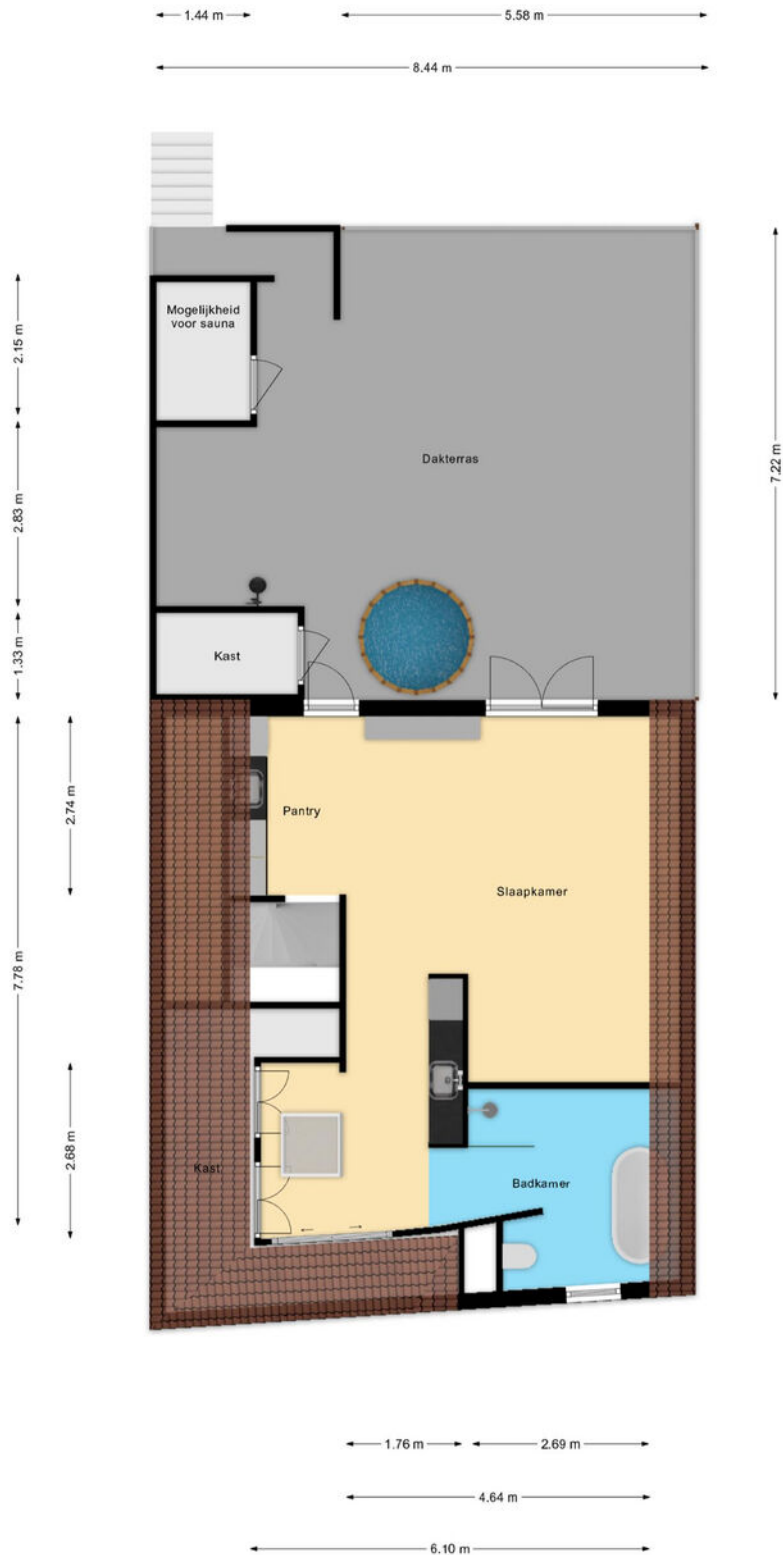 1.44 m
5.58 m
8.44 m
Mogelijkheid
voor sauna
2.15 m
Dakterras
7.22 m
2.83 m
Kast
1.33 m
Pantry
2.74 m
Slaapkamer
7.78 m
2.68 m
Kast
Badkamer
1.76 m
2.69 m
4.64 m
6.10 m